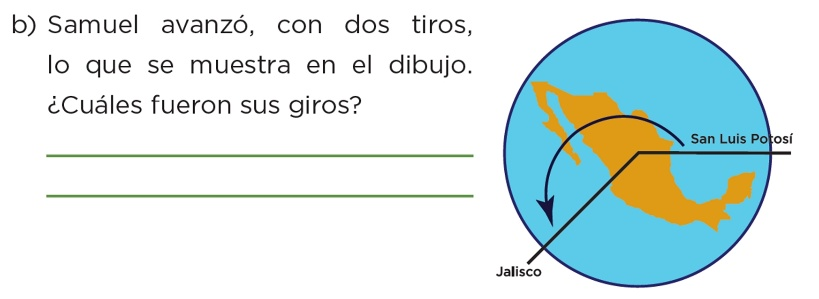 b) Samuel avanzó, con dos tiros,
lo que se muestra en el dibujo.
¿Cuáles fueron sus giros?
San Luis Potosí
Jalisco